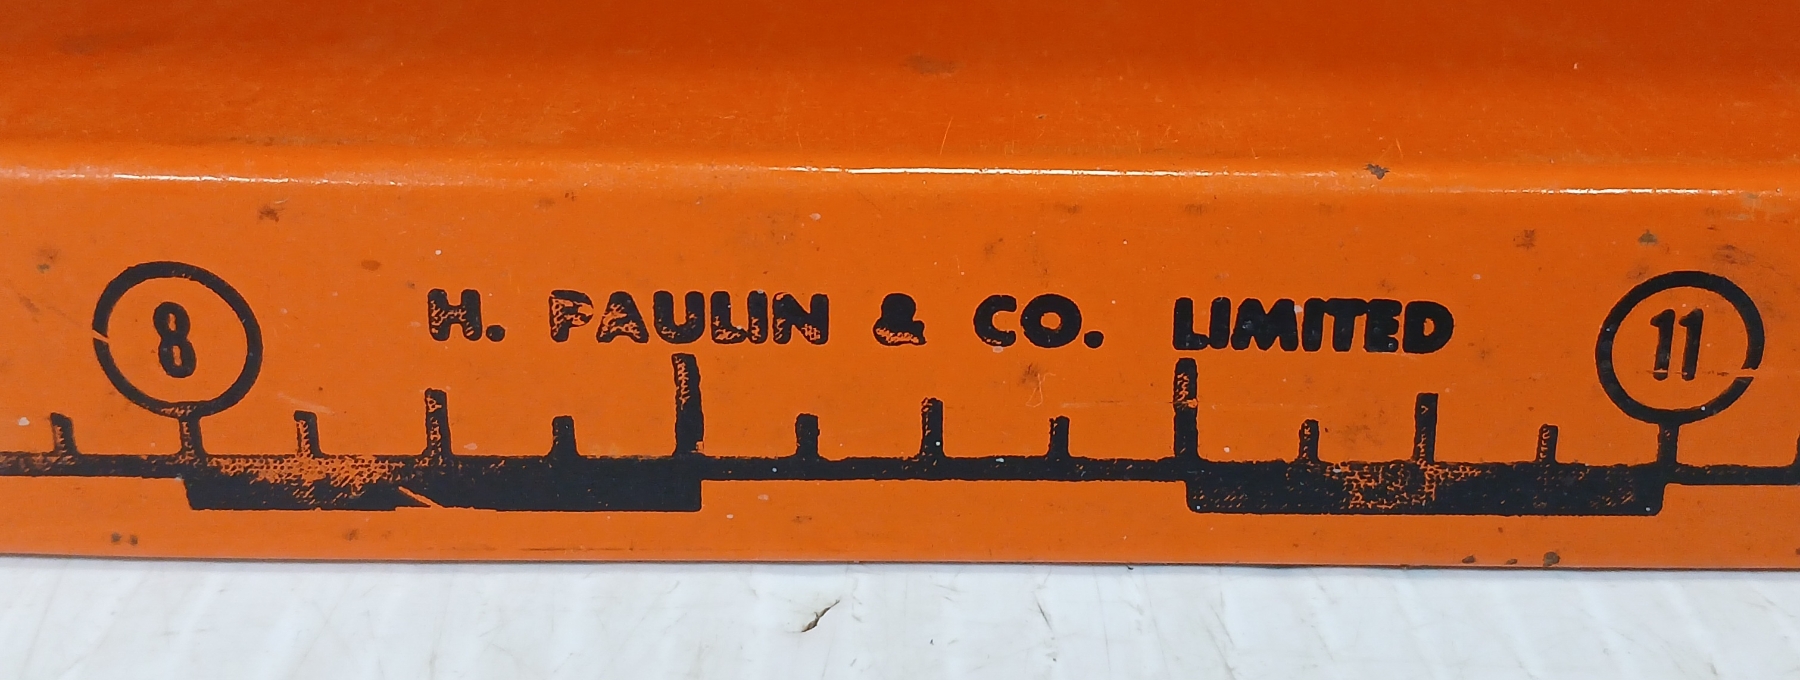 8 H. PAULIN & CO. LIMITED 11